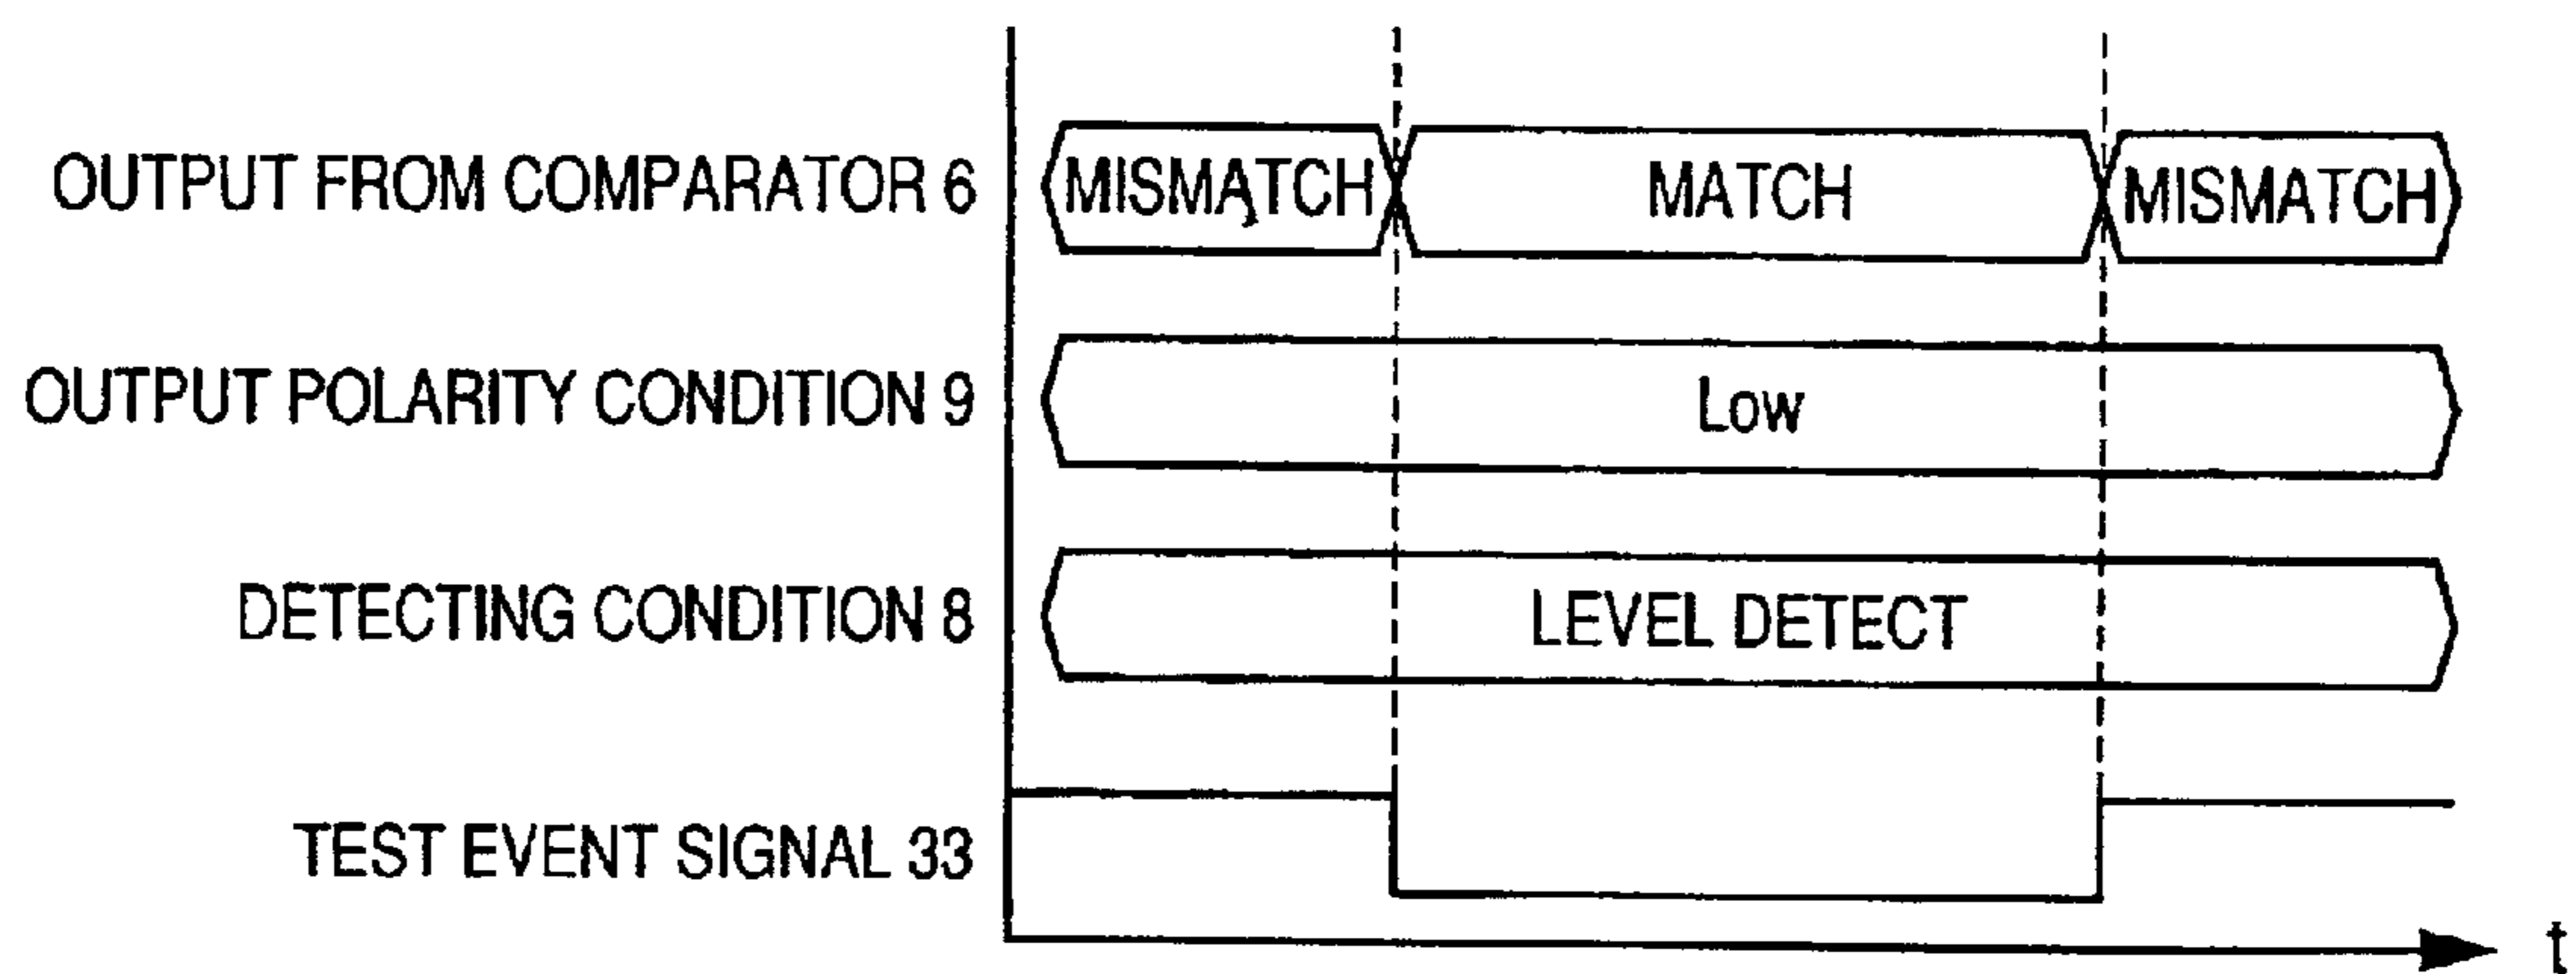 OUTPUT FROM COMPARATOR 6 MISMATCH MATCH MISMATCH
OUTPUT POLARITY CONDITION 9 Low
DETECTING CONDITION 8 LEVEL DETECT
TEST EVENT SIGNAL 33
t